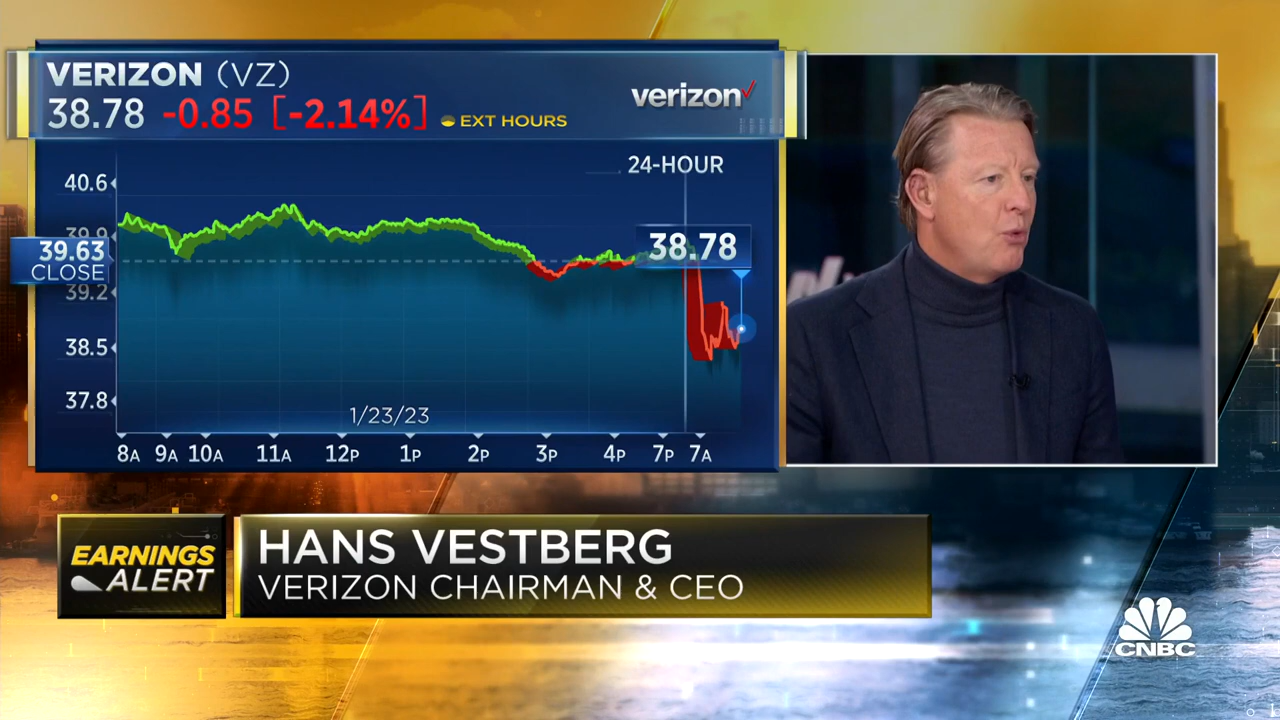 VERIZON (VZ)
38.78 -0.85 [-2.14%] EXT HOURS
verizon
24-HOUR
40.6
39.9
39.63
CLOSE
38.78
39.2
38.5
37.8
1/23/23
8A 9A 10A 11A 12P 1P 2P 3P 4P 7P 7A
EARNINGS
ALERT
HANS VESTBERG
VERIZON CHAIRMAN & CEO
CNBC